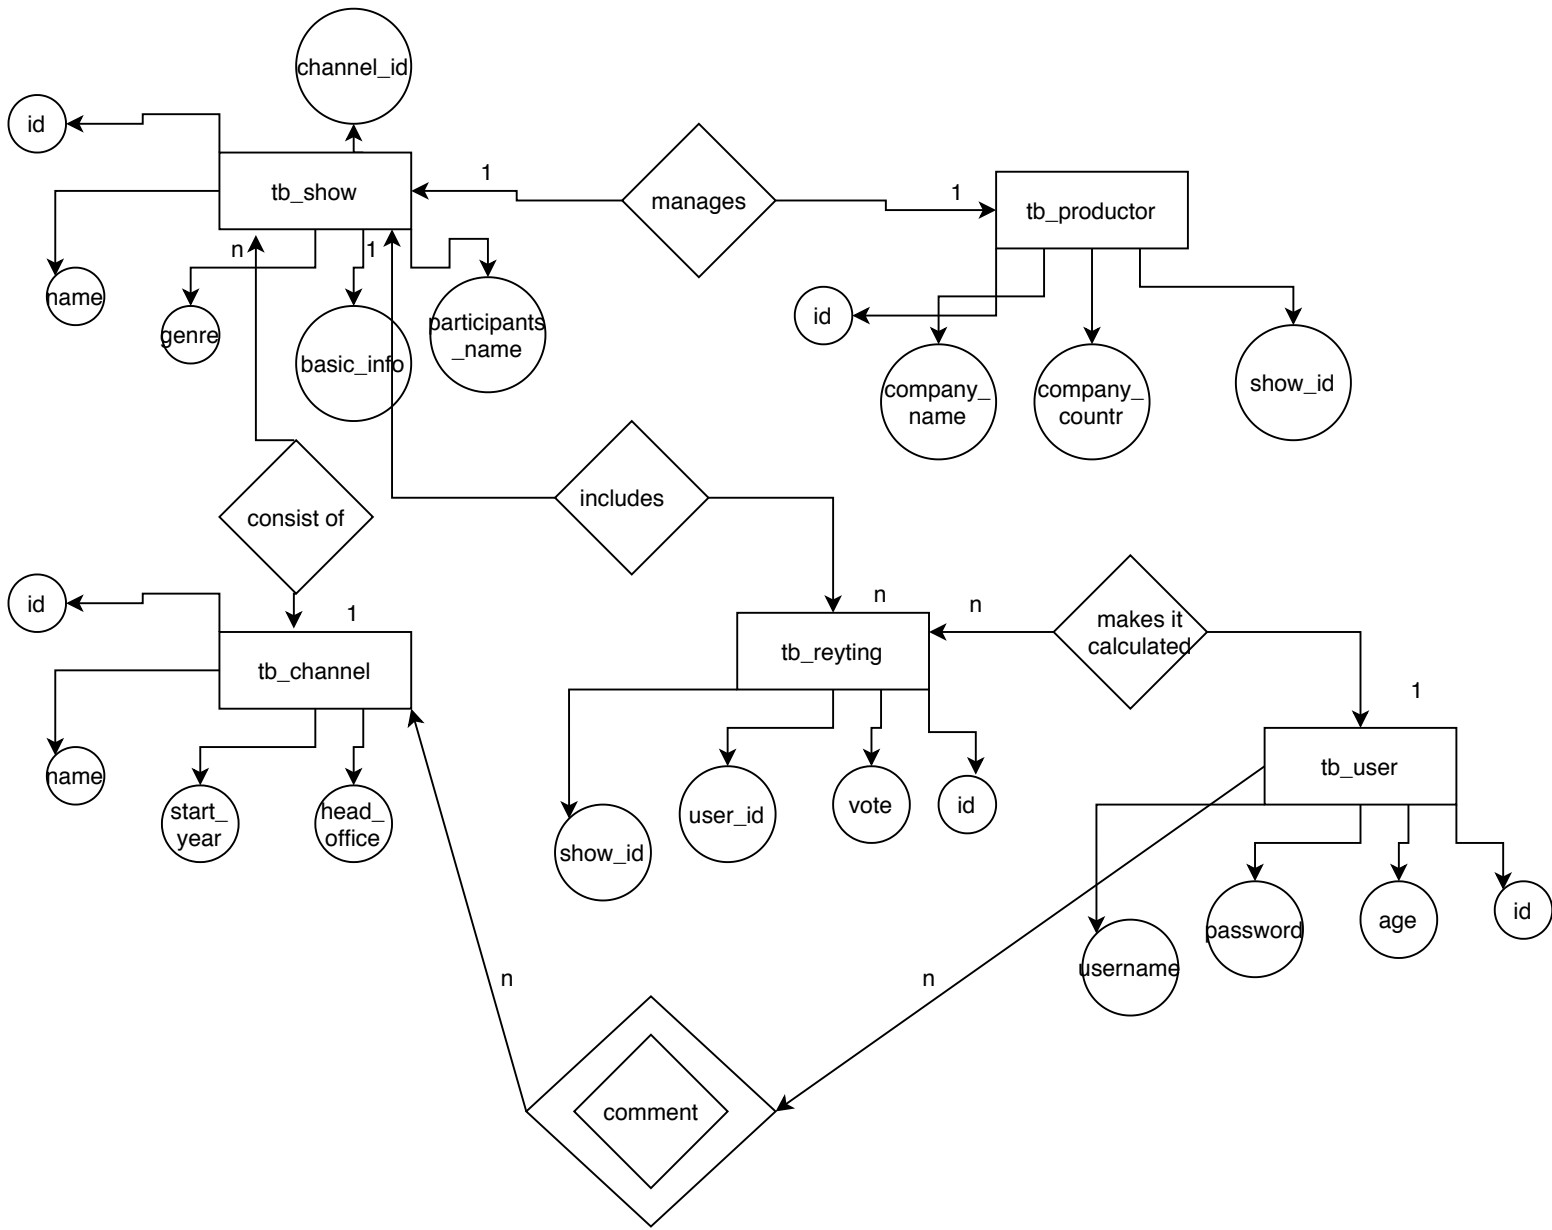 channel_id
id
tb_show
1
manages
1
tb_productor
n
1
name
genre
basic_info
participants
_name
id
company_
name
company_
countr
show_id
consist of
includes
id
1
n
n
makes it
calculated
tb_channel
tb_reyting
1
name
start_
year
head_
office
show_id
user_id
vote
id
tb_user
username
password
age
id
n
n
comment